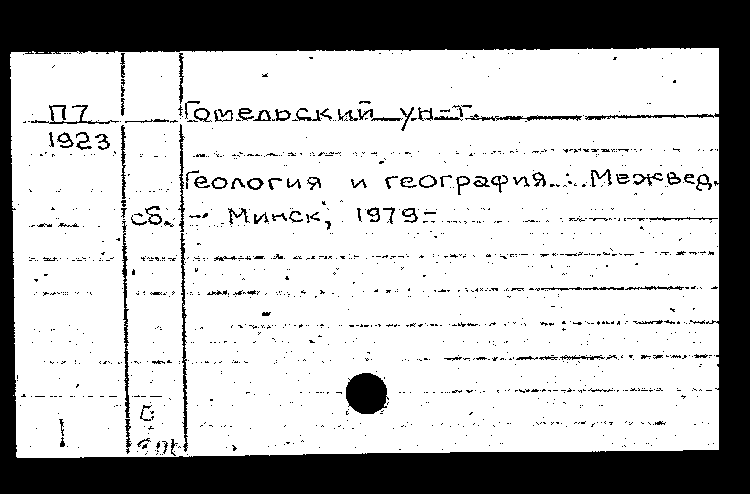 П7 Гомельский ун-т.
1923
Геология и география. : Межвед.
сб. - Минск, 1979-